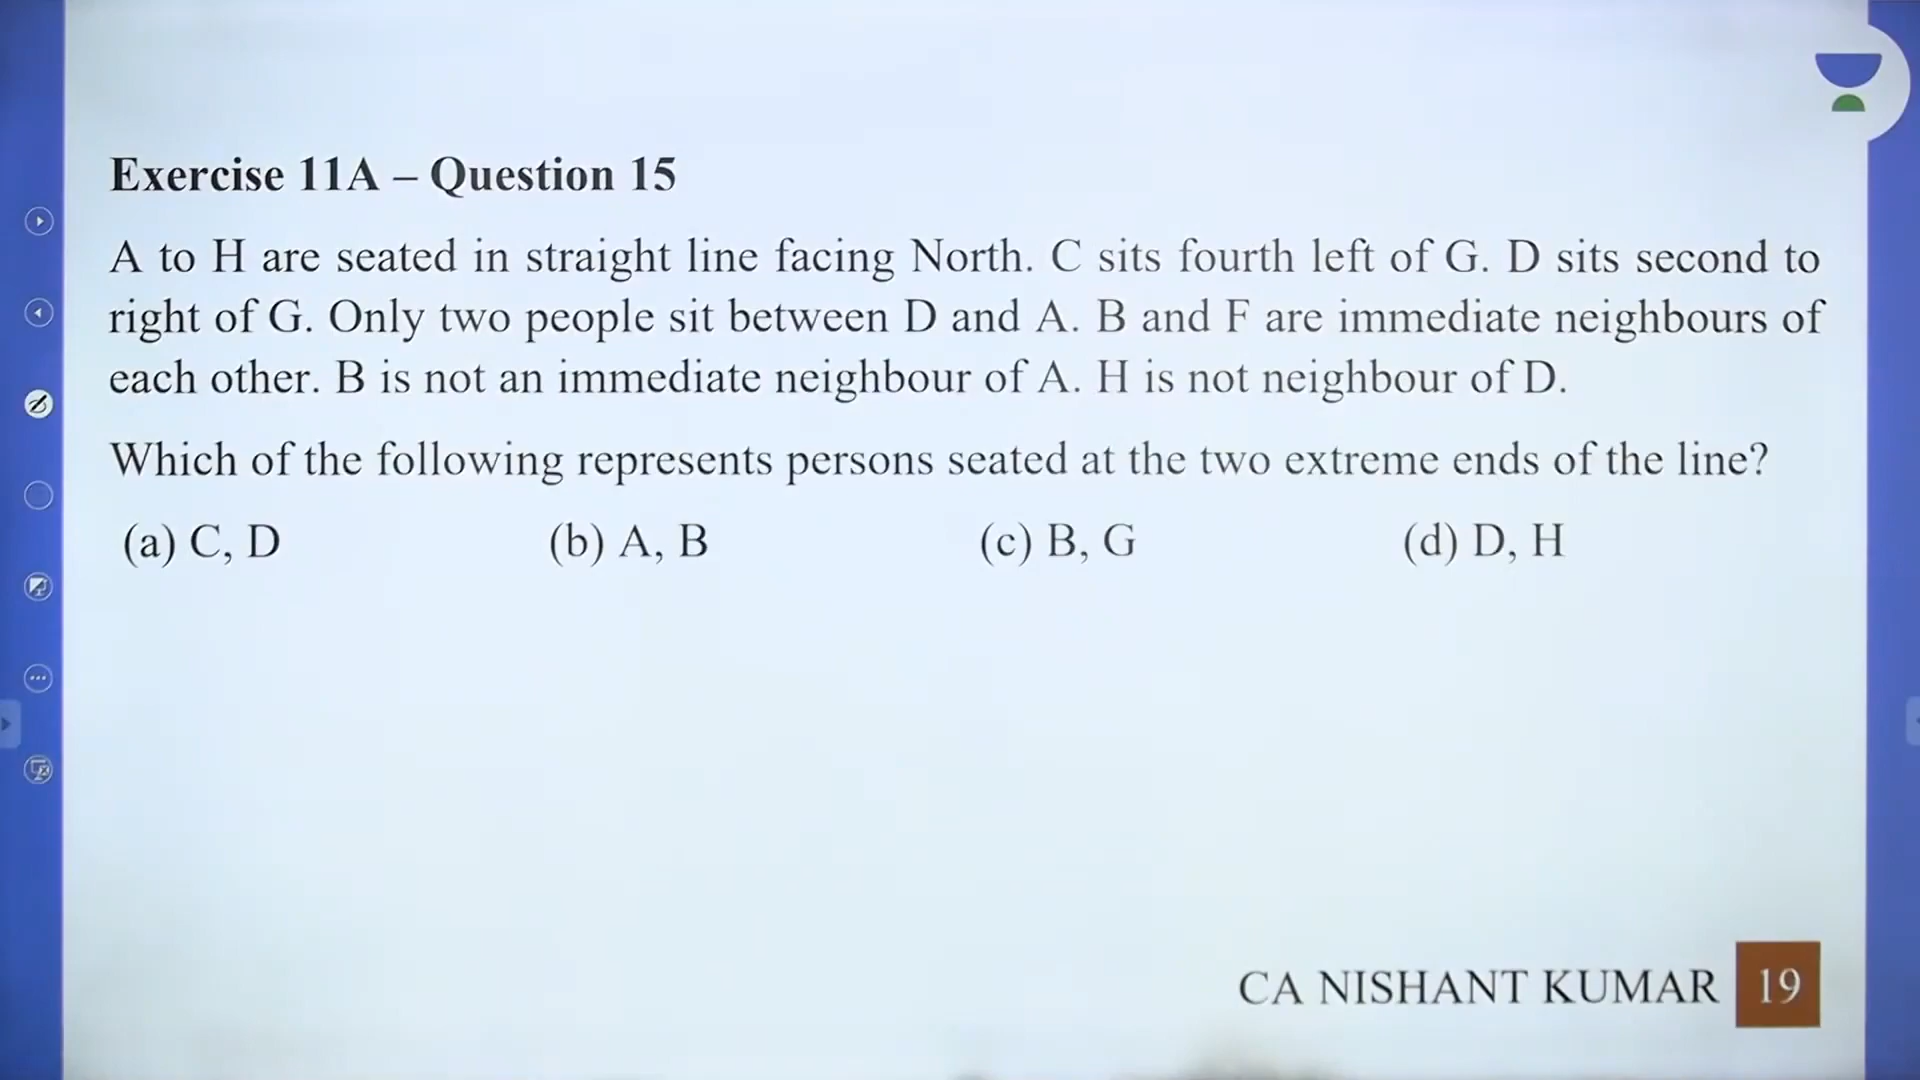 Exercise 11A – Question 15
A to H are seated in straight line facing North. C sits fourth left of G. D sits second to
right of G. Only two people sit between D and A. B and F are immediate neighbours of
each other. B is not an immediate neighbour of A. H is not neighbour of D.
Which of the following represents persons seated at the two extreme ends of the line?
(a) C, D (b) A, B (c) B, G (d) D, H
CA NISHANT KUMAR 19